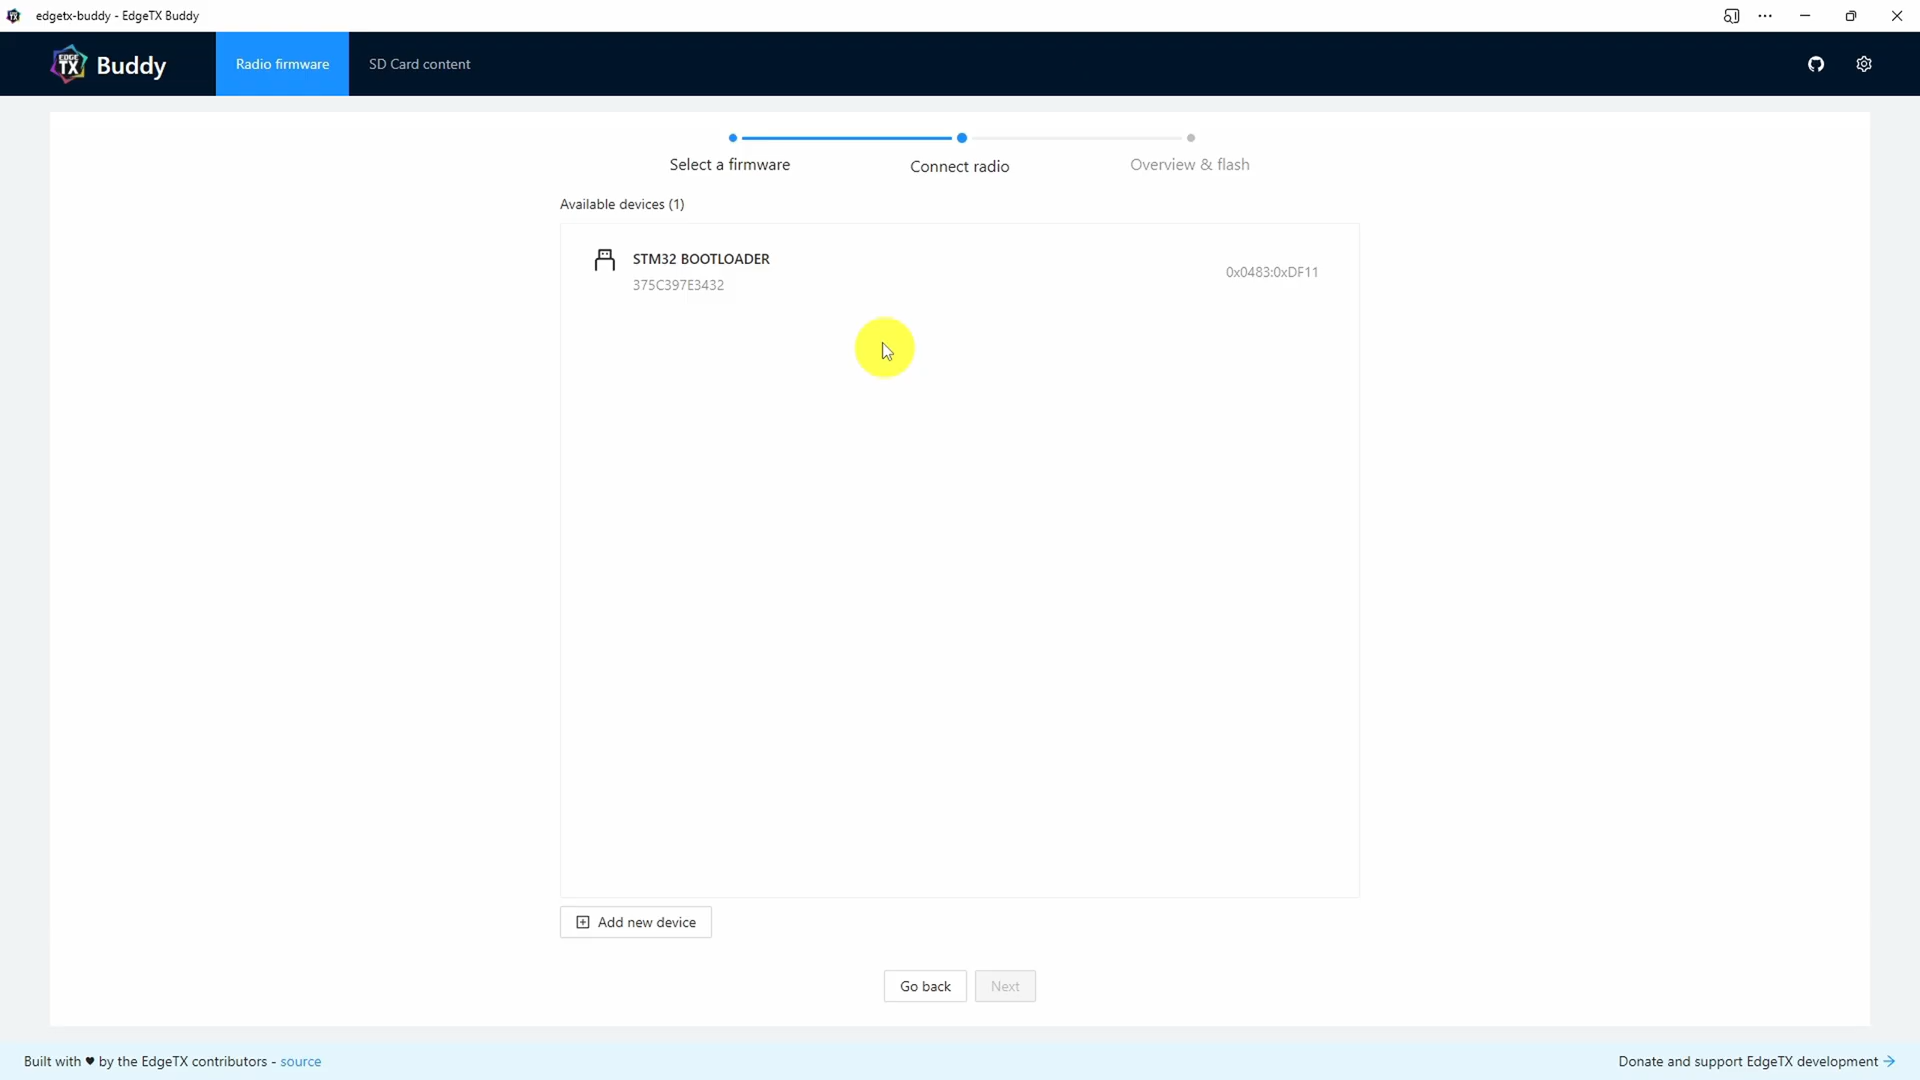 edgetx-buddy - EdgeTX Buddy
EDGE TX Buddy
Radio firmware
SD Card content
Select a firmware
Connect radio
Overview & flash
Available devices (1)
STM32 BOOTLOADER
375C397E3432
0x0483:0xDF11
Add new device
Go back
Next
Built with ♥ by the EdgeTX contributors - source
Donate and support EdgeTX development →